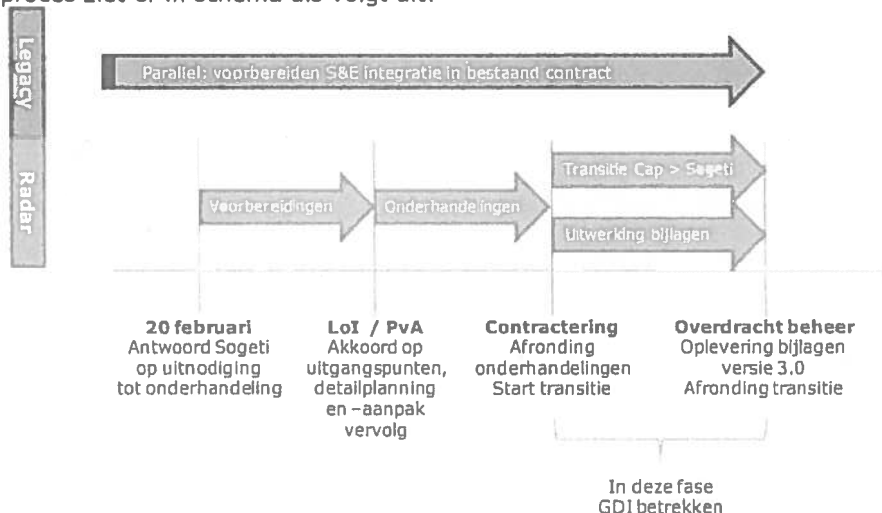 proces ziet er in schema als volgt uit:
Legacy
Parallel: voorbereiden S&E integratie in bestaand contract
Radar
Voorbereidingen
Onderhandelingen
Transitie Cap > Sogeti
Uitwerking bijlagen
20 februari
Antwoord Sogeti
op uitnodiging
tot onderhandeling
LoI / PvA
Akkoord op
uitgangspunten,
detailplanning
en –aanpak
vervolg
Contractering
Afronding
onderhandelingen
Start transitie
Overdracht beheer
Oplevering bijlagen
versie 3.0
Afronding transitie
In deze fase
GDI betrekken